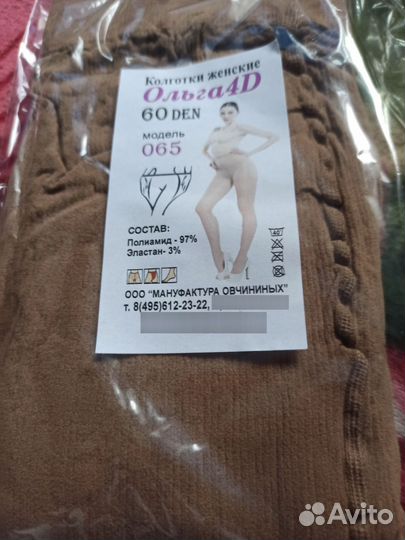 Колготки женские
Ольга4D
60 DEN
модель
065
СОСТАВ:
Полиамид - 97%
Эластан- 3%
ООО "МАНУФАКТУРА ОВЧИНИНЫХ"
т. 8(495)612-23-22,
Avito